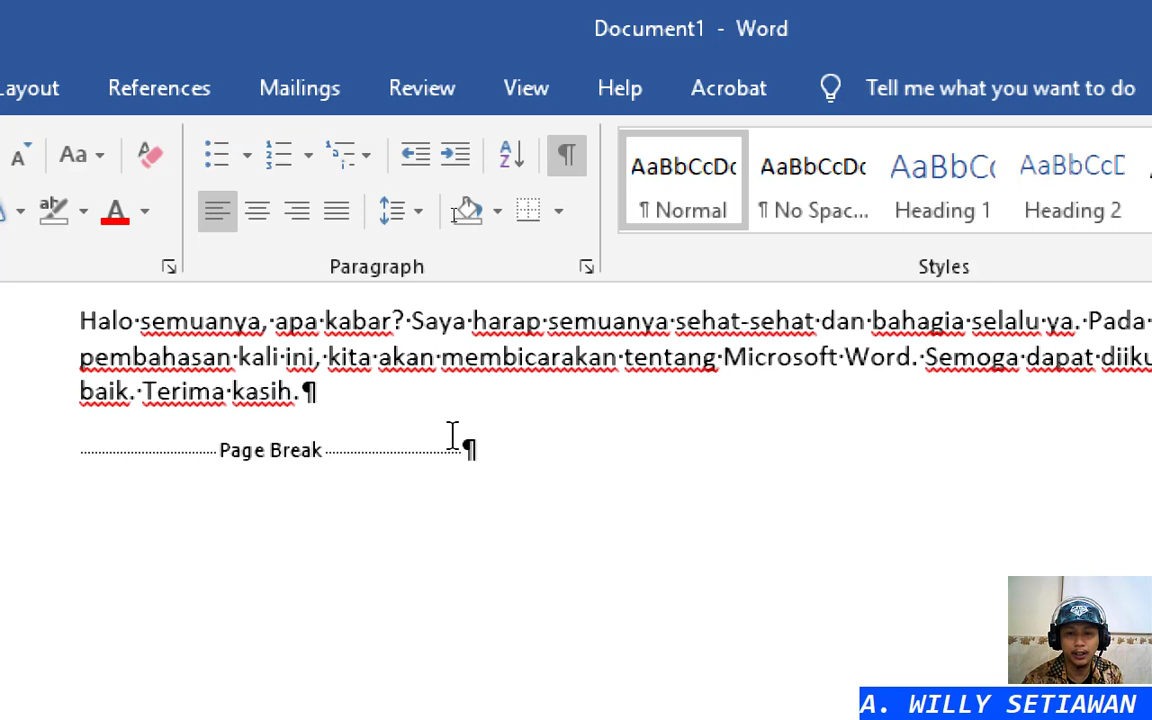 Document1 - Word
Layout References Mailings Review View Help Acrobat Tell me what you want to do
Aa
AaBbCcDc AaBbCcDc AaBbCc AaBbCcD
¶ Normal ¶ No Spac... Heading 1 Heading 2
Paragraph Styles
Halo semuanya, apa kabar? Saya harap semuanya sehat-sehat dan bahagia selalu ya. Pada
pembahasan kali ini, kita akan membicarakan tentang Microsoft Word. Semoga dapat
baik. Terima kasih.¶
Page Break ¶
A. WILLY SETIAWAN